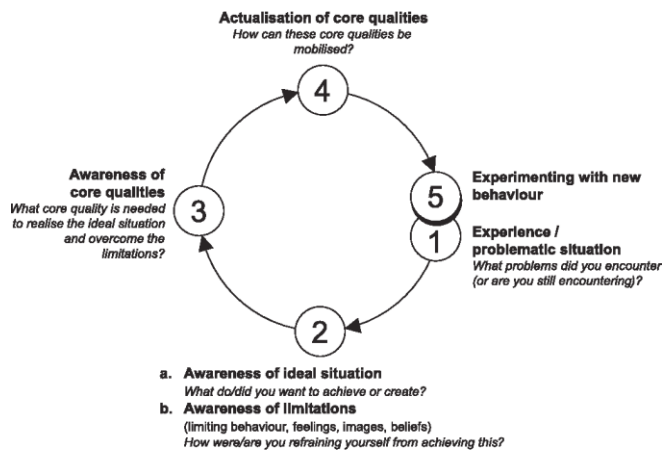 Actualisation of core qualities
How can these core qualities be
mobilised?
4
Awareness of
core qualities
What core quality is needed
to realise the ideal situation
and overcome the
limitations?
3
5
Experimenting with new
behaviour
1
Experience /
problematic situation
What problems did you encounter
(or are you still encountering)?
2
a. Awareness of ideal situation
What do/did you want to achieve or create?
b. Awareness of limitations
(limiting behaviour, feelings, images, beliefs)
How were/are you refraining yourself from achieving this?